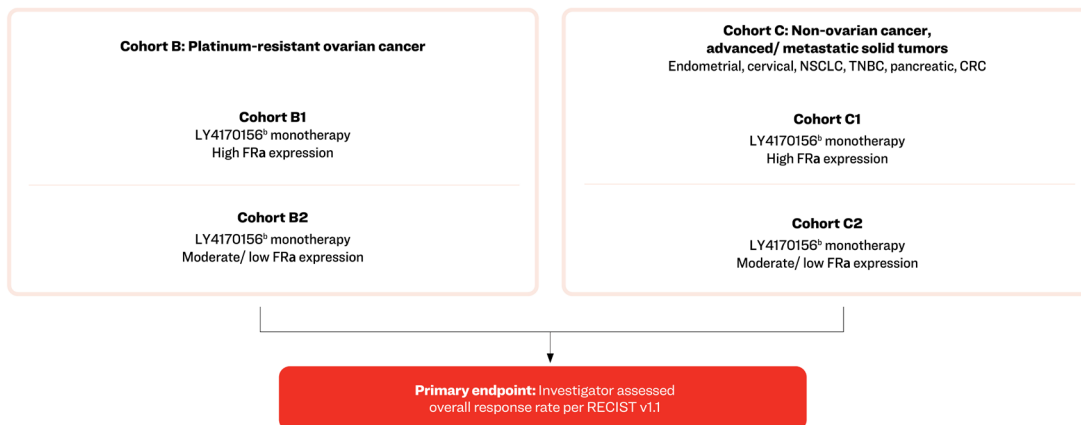 Cohort B: Platinum-resistant ovarian cancer
Cohort B1
LY4170156ᵇ monotherapy
High FRa expression
Cohort B2
LY4170156ᵇ monotherapy
Moderate/ low FRa expression
Cohort C: Non-ovarian cancer,
advanced/ metastatic solid tumors
Endometrial, cervical, NSCLC, TNBC, pancreatic, CRC
Cohort C1
LY4170156ᵇ monotherapy
High FRa expression
Cohort C2
LY4170156ᵇ monotherapy
Moderate/ low FRa expression
Primary endpoint: Investigator assessed
overall response rate per RECIST v1.1